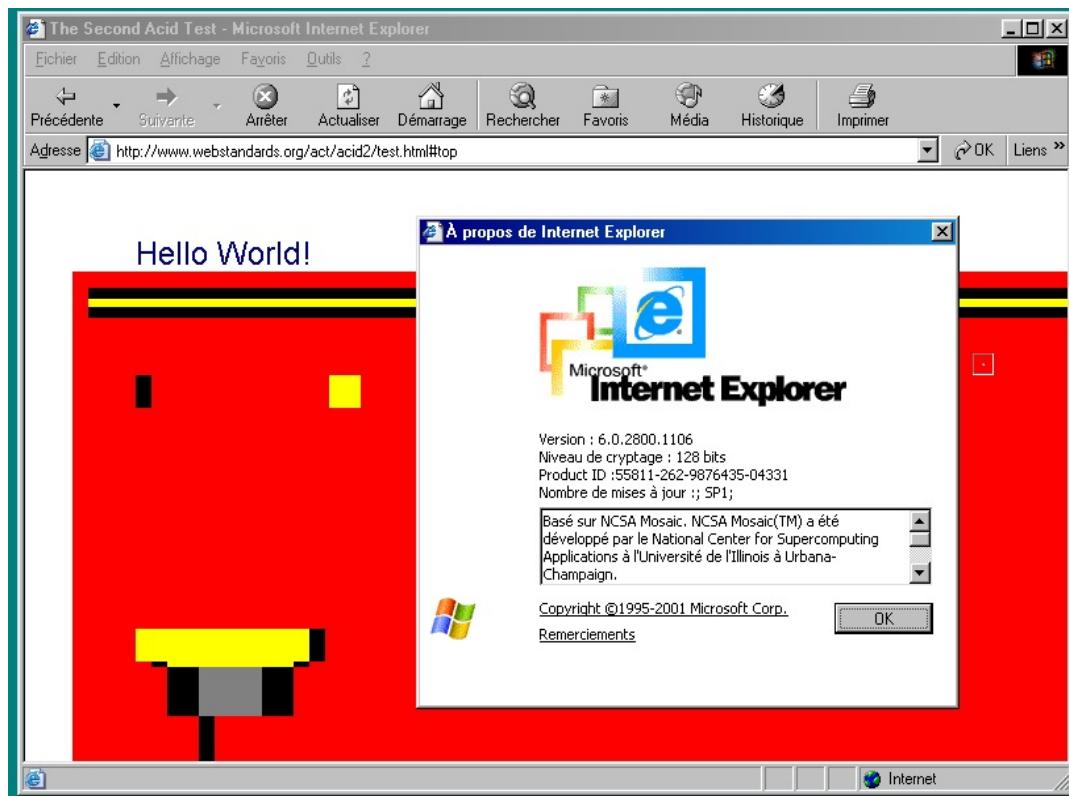 The Second Acid Test - Microsoft Internet Explorer
Fichier Edition Affichage Favoris Outils ?
Précédente Suivante Arrêter Actualiser Démarrage Rechercher Favoris Média Historique Imprimer
Adresse http://www.webstandards.org/act/acid2/test.html#top OK Liens »
Hello World!
À propos de Internet Explorer
Microsoft
Internet Explorer
Version : 6.0.2800.1106
Niveau de cryptage : 128 bits
Product ID :55811-262-9876435-04331
Nombre de mises à jour :; SP1;
Basé sur NCSA Mosaic. NCSA Mosaic(TM) a été
développé par le National Center for Supercomputing
Applications à l'Université de l'Illinois à Urbana-
Champaign.
Copyright ©1995-2001 Microsoft Corp.
OK
Remerciements
Internet